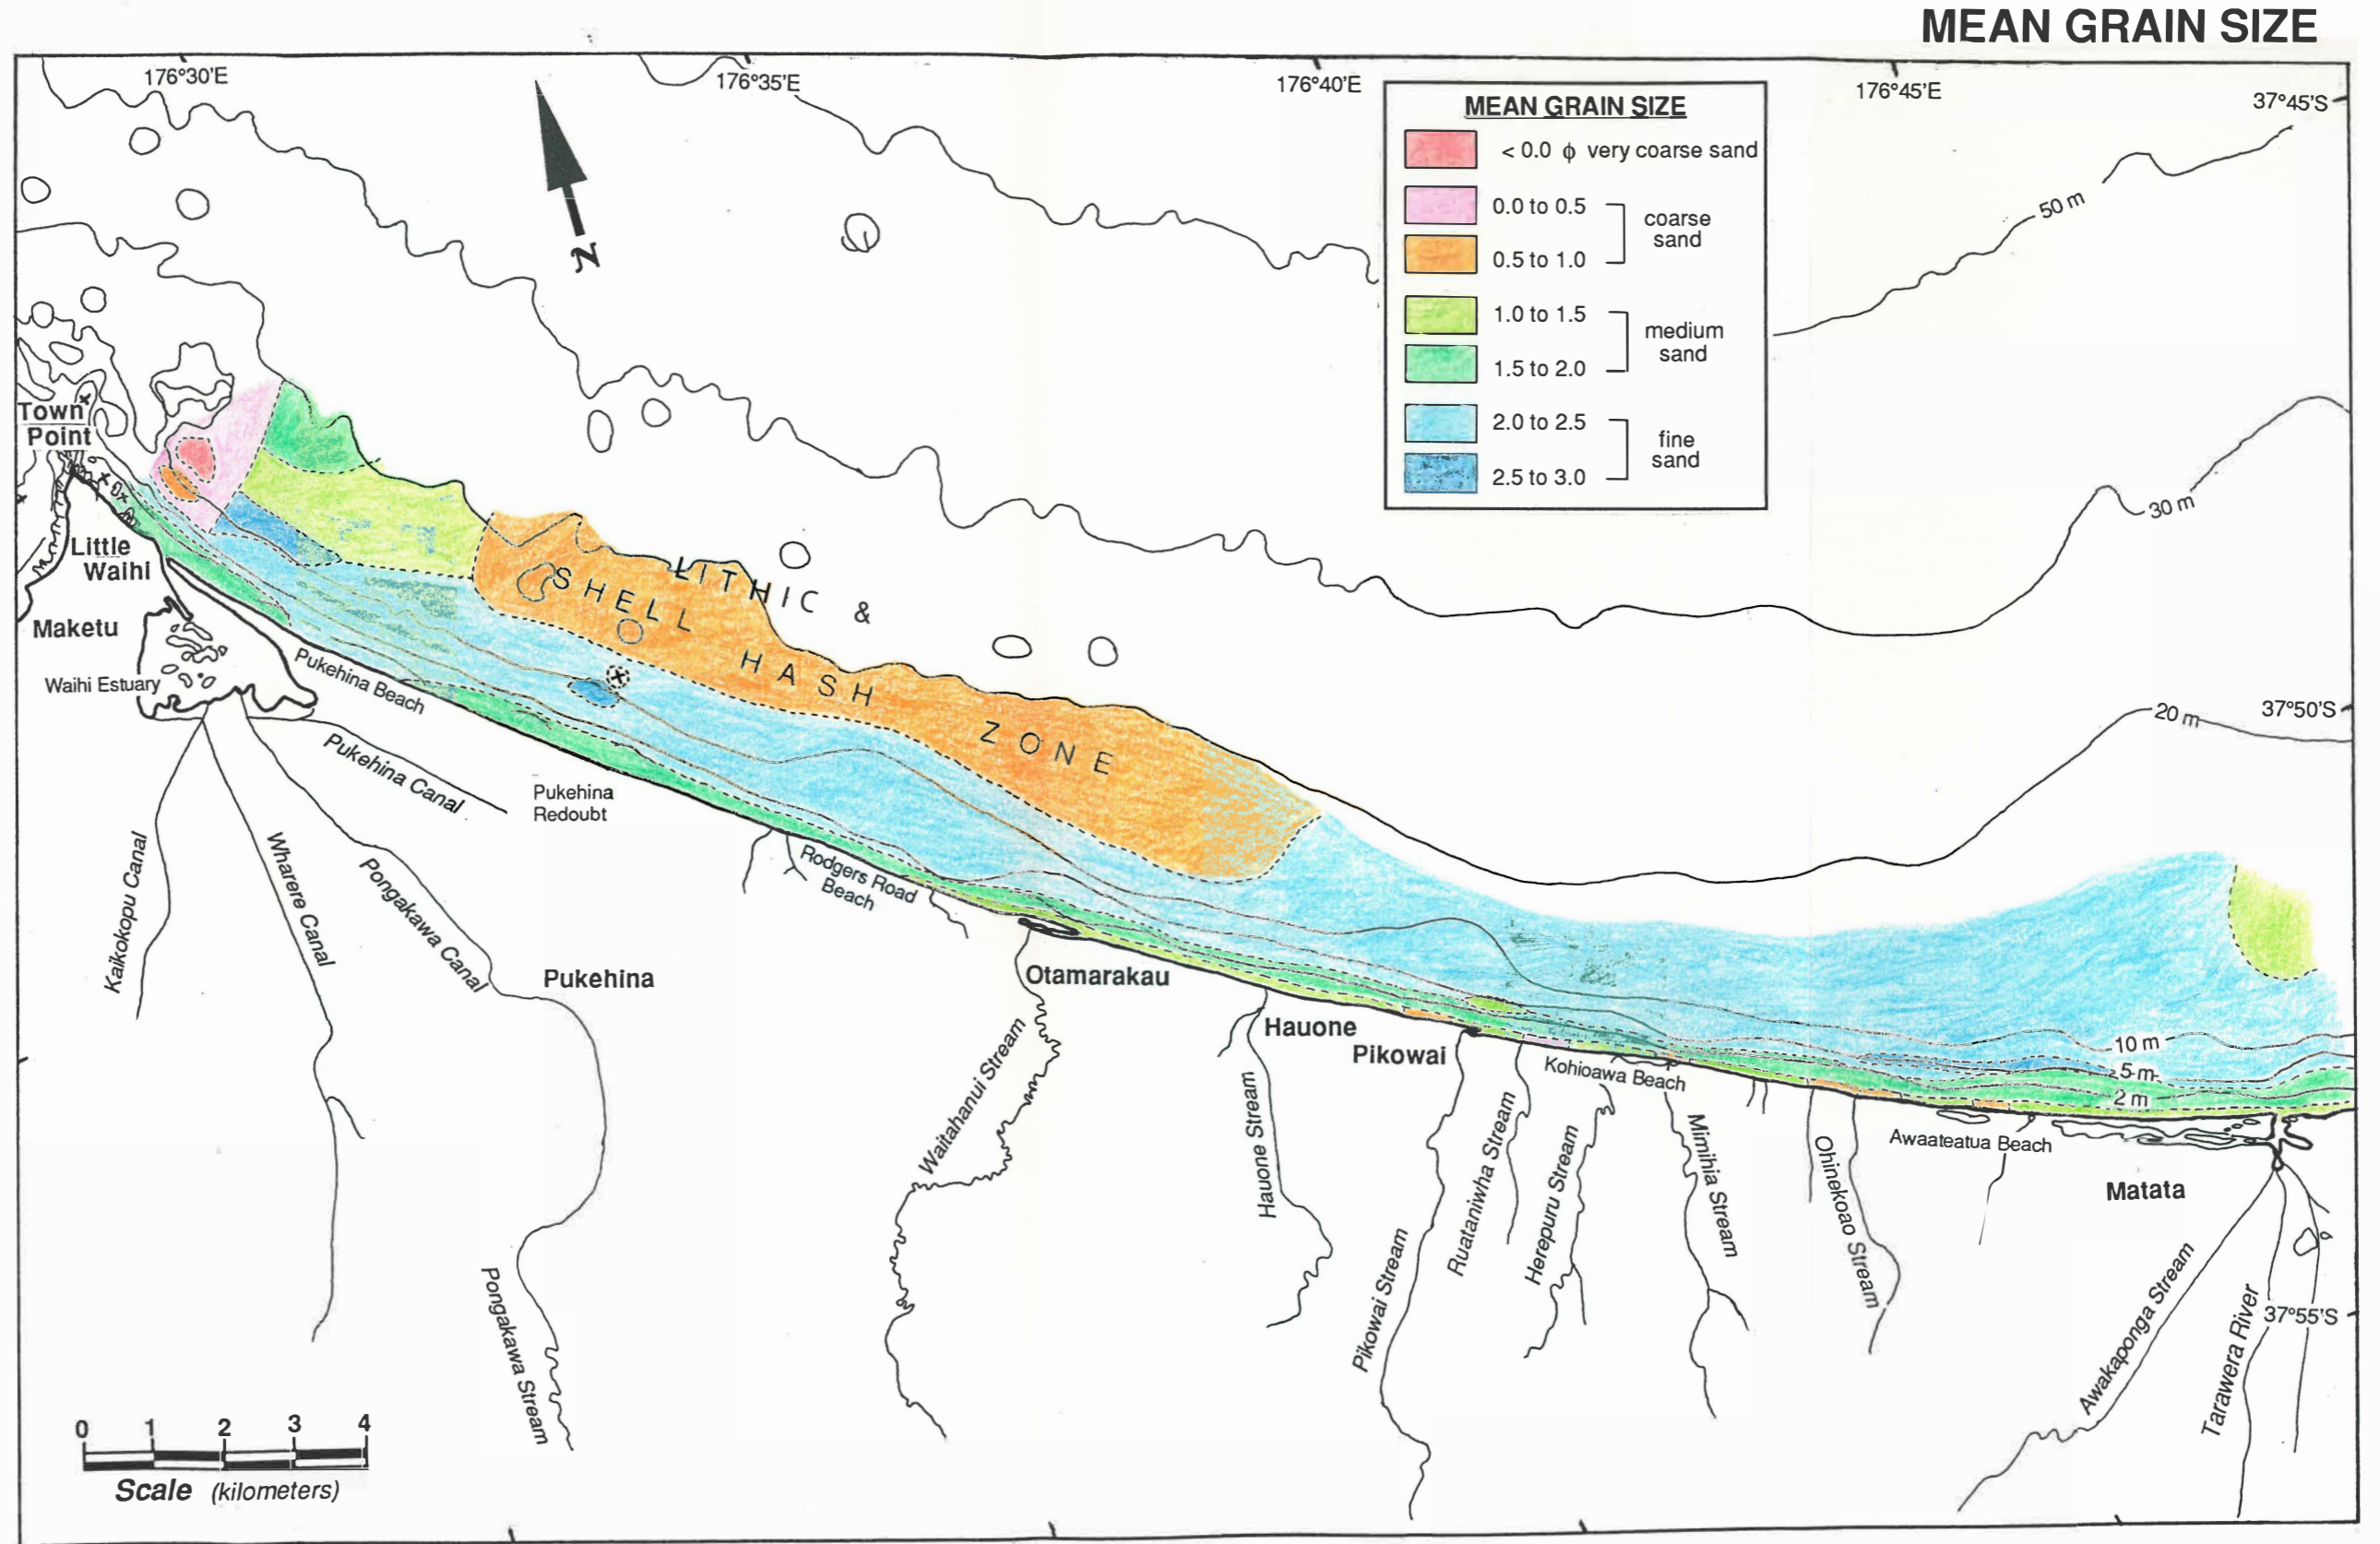 MEAN GRAIN SIZE
176°30'E
176°35'E
176°40'E
176°45'E
37°45'S
MEAN GRAIN SIZE
< 0.0 ϕ very coarse sand
0.0 to 0.5
coarse
sand
0.5 to 1.0
1.0 to 1.5
medium
sand
1.5 to 2.0
2.0 to 2.5
fine
sand
2.5 to 3.0
N
50 m
30 m
20 m
37°50'S
Town
Point
Little
Waihi
Maketu
Waihi Estuary
LITHIC &
SHELL
HASH
ZONE
Pukehina Beach
Pukehina Canal
Pukehina
Redoubt
Rodgers Road
Beach
Kaikokopu Canal
Wharere Canal
Pongakawa Canal
Pukehina
Otamarakau
Hauone
Pikowai
Kohioawa Beach
10 m
5 m
2 m
Awaateatua Beach
Matata
Waitahanui Stream
Hauone Stream
Pikowai Stream
Ruataniwha Stream
Herepuru Stream
Mimihia Stream
Ohinekoao Stream
Awakaponga Stream
Tarawera River
37°55'S
Pongakawa Stream
0 1 2 3 4
Scale (kilometers)